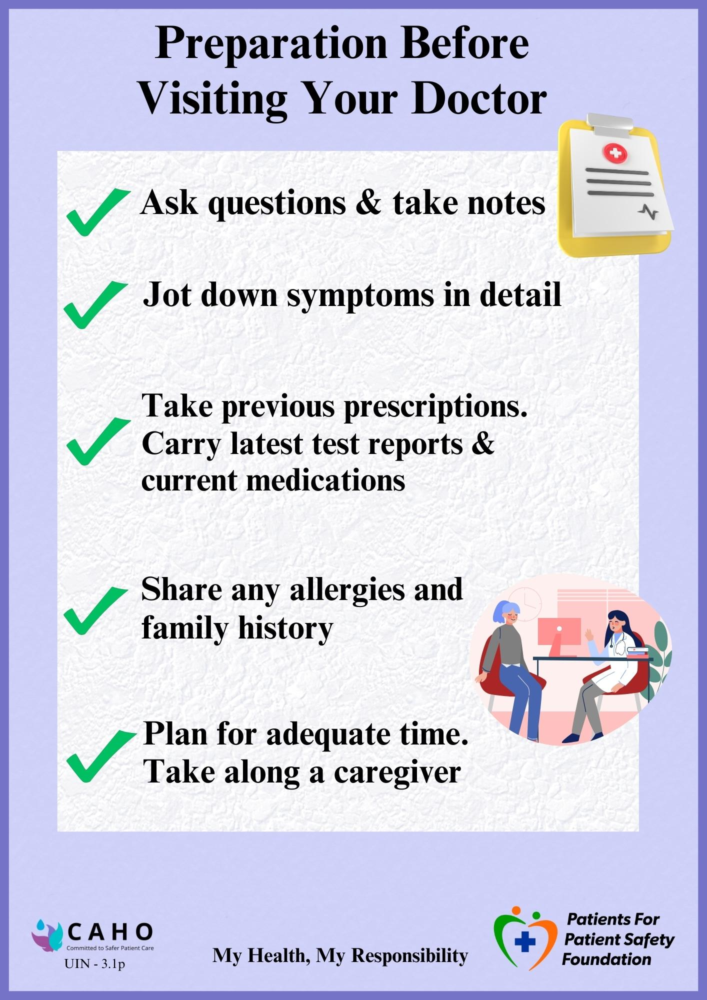 Preparation Before
Visiting Your Doctor
Ask questions & take notes
Jot down symptoms in detail
Take previous prescriptions.
Carry latest test reports &
current medications
Share any allergies and
family history
Plan for adequate time.
Take along a caregiver
CAHO
Committed to Safer Patient Care
UIN - 3.1p
My Health, My Responsibility
Patients For
Patient Safety
Foundation